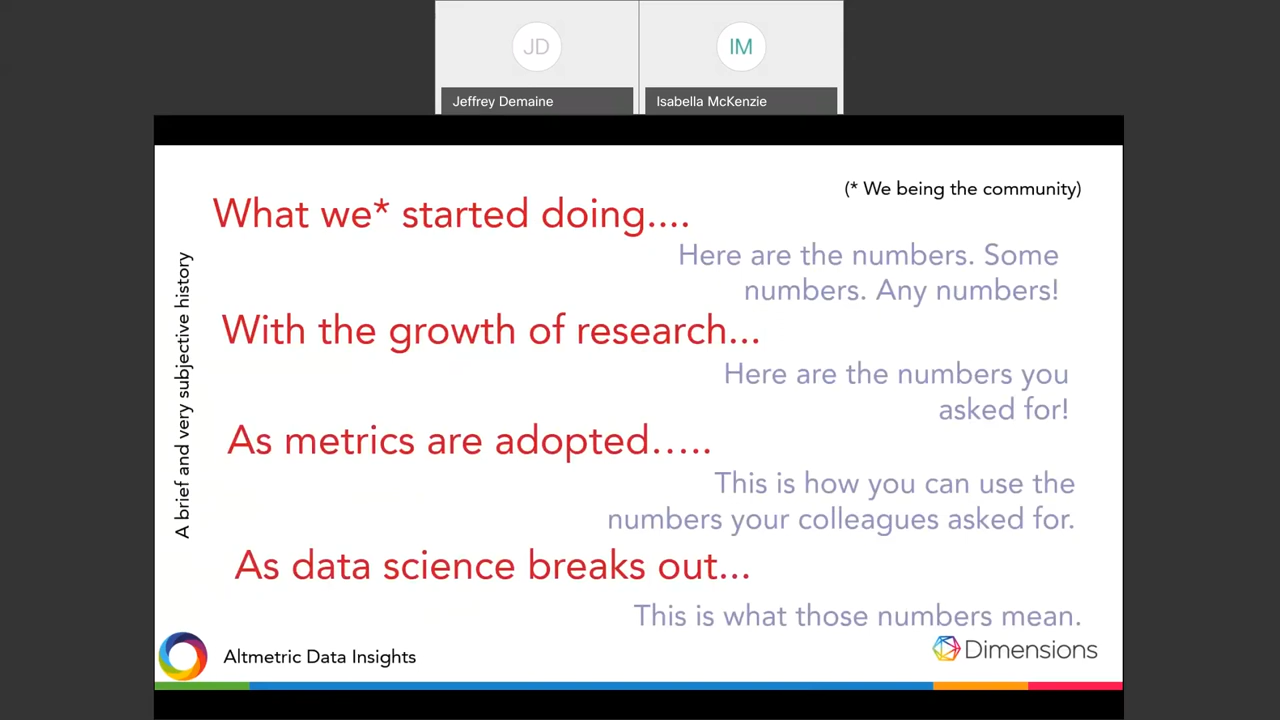 JD
IM
Jeffrey Demaine
Isabella McKenzie
(* We being the community)
What we* started doing....
Here are the numbers. Some
numbers. Any numbers!
With the growth of research...
Here are the numbers you
asked for!
As metrics are adopted.....
This is how you can use the
numbers your colleagues asked for.
As data science breaks out...
This is what those numbers mean.
A brief and very subjective history
Altmetric Data Insights
Dimensions